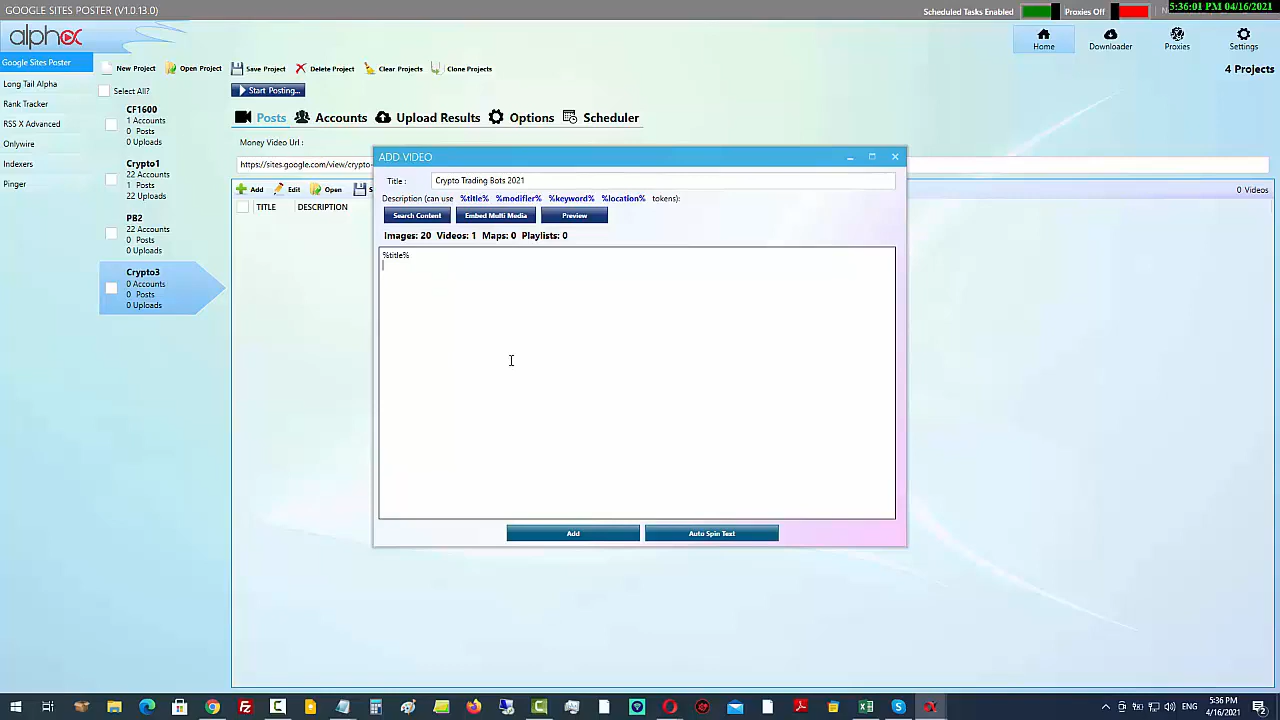 GOOGLE SITES POSTER (V1.0.13.0)
Scheduled Tasks Enabled
Proxies Off
5:36:01 PM 04/16/2021
alphex
Home
Downloader
Proxies
Settings
Google Sites Poster
Long Tail Alpha
Rank Tracker
RSS X Advanced
Onlywire
Indexers
Pinger
New Project
Open Project
Save Project
Delete Project
Clear Projects
Clone Projects
4 Projects
Select All?
Start Posting...
CF1600
1 Accounts
0 Posts
0 Uploads
Crypto1
22 Accounts
1 Posts
22 Uploads
PB2
22 Accounts
0 Posts
0 Uploads
Crypto3
0 Accounts
0 Posts
0 Uploads
Posts
Accounts
Upload Results
Options
Scheduler
Money Video Url :
https://sites.google.com/view/crypto-
Add
Edit
Open
S
0 Videos
TITLE
DESCRIPTION
ADD VIDEO
Title :
Crypto Trading Bots 2021
Description (can use %title% %modifier% %keyword% %location% tokens):
Search Content
Embed Multi Media
Preview
Images: 20 Videos: 1 Maps: 0 Playlists: 0
%title%
Add
Auto Spin Text
ENG
5:36 PM
4/16/2021
2